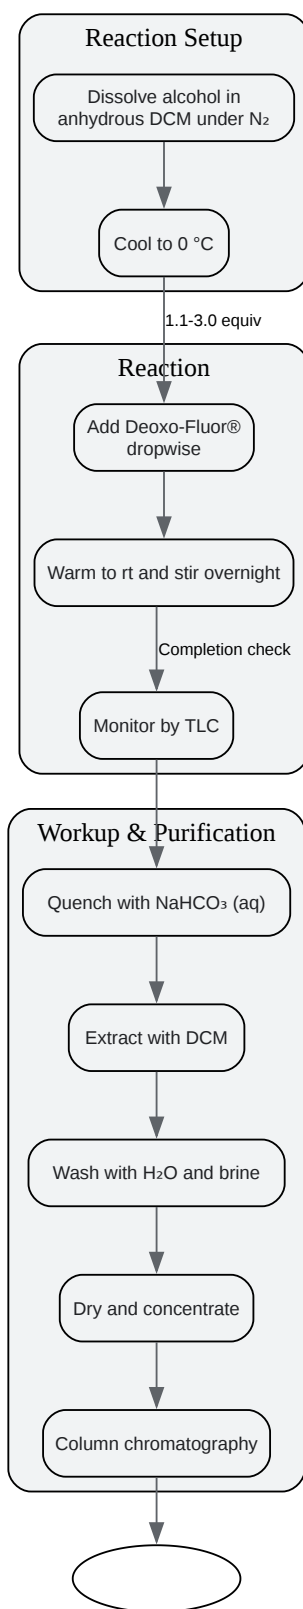 Reaction Setup
Dissolve alcohol in
anhydrous DCM under N₂
Cool to 0 °C
1.1-3.0 equiv
Reaction
Add Deoxo-Fluor®
dropwise
Warm to rt and stir overnight
Completion check
Monitor by TLC
Workup & Purification
Quench with NaHCO₃ (aq)
Extract with DCM
Wash with H₂O and brine
Dry and concentrate
Column chromatography